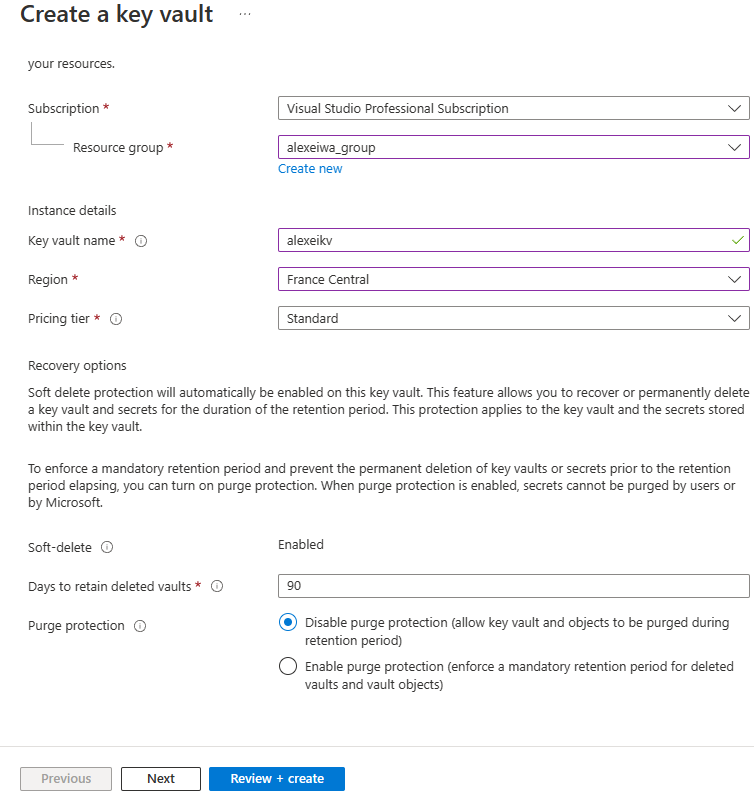 Create a key vault ...
your resources.
Subscription * Visual Studio Professional Subscription
Resource group * alexeiwa_group
Create new
Instance details
Key vault name * alexeikv
Region * France Central
Pricing tier * Standard
Recovery options
Soft delete protection will automatically be enabled on this key vault. This feature allows you to recover or permanently delete
a key vault and secrets for the duration of the retention period. This protection applies to the key vault and the secrets stored
within the key vault.
To enforce a mandatory retention period and prevent the permanent deletion of key vaults or secrets prior to the retention
period elapsing, you can turn on purge protection. When purge protection is enabled, secrets cannot be purged by users or
by Microsoft.
Soft-delete Enabled
Days to retain deleted vaults * 90
Purge protection Disable purge protection (allow key vault and objects to be purged during
retention period)
Enable purge protection (enforce a mandatory retention period for deleted
vaults and vault objects)
Previous Next Review + create